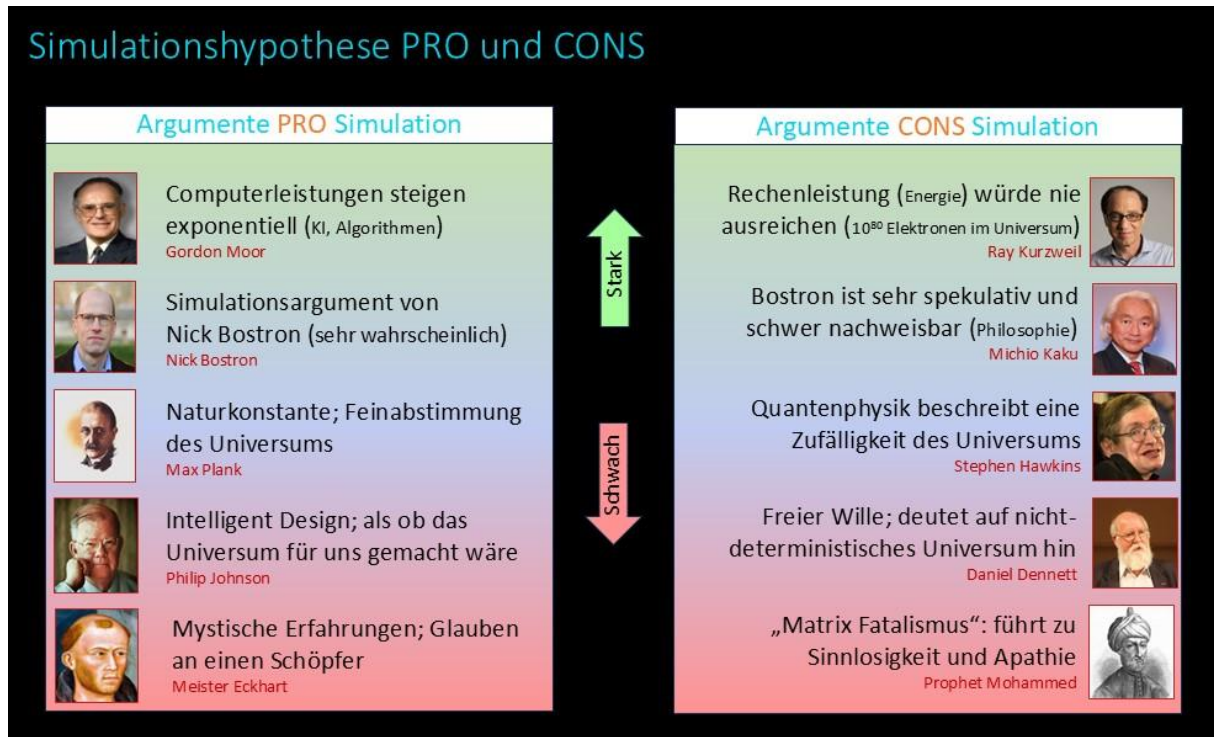 Simulationshypothese PRO und CONS
Argumente PRO Simulation
Computerleistungen steigen
exponentiell (KI, Algorithmen)
Gordon Moor
Simulationsargument von
Nick Bostron (sehr wahrscheinlich)
Nick Bostron
Naturkonstante; Feinabstimmung
des Universums
Max Plank
Intelligent Design; als ob das
Universum für uns gemacht wäre
Philip Johnson
Mystische Erfahrungen; Glauben
an einen Schöpfer
Meister Eckhart
Stark
Schwach
Argumente CONS Simulation
Rechenleistung (Energie) würde nie
ausreichen (10⁸⁰ Elektronen im Universum)
Ray Kurzweil
Bostron ist sehr spekulativ und
schwer nachweisbar (Philosophie)
Michio Kaku
Quantenphysik beschreibt eine
Zufälligkeit des Universums
Stephen Hawkins
Freier Wille; deutet auf nicht-
deterministisches Universum hin
Daniel Dennett
„Matrix Fatalismus“: führt zu
Sinnlosigkeit und Apathie
Prophet Mohammed